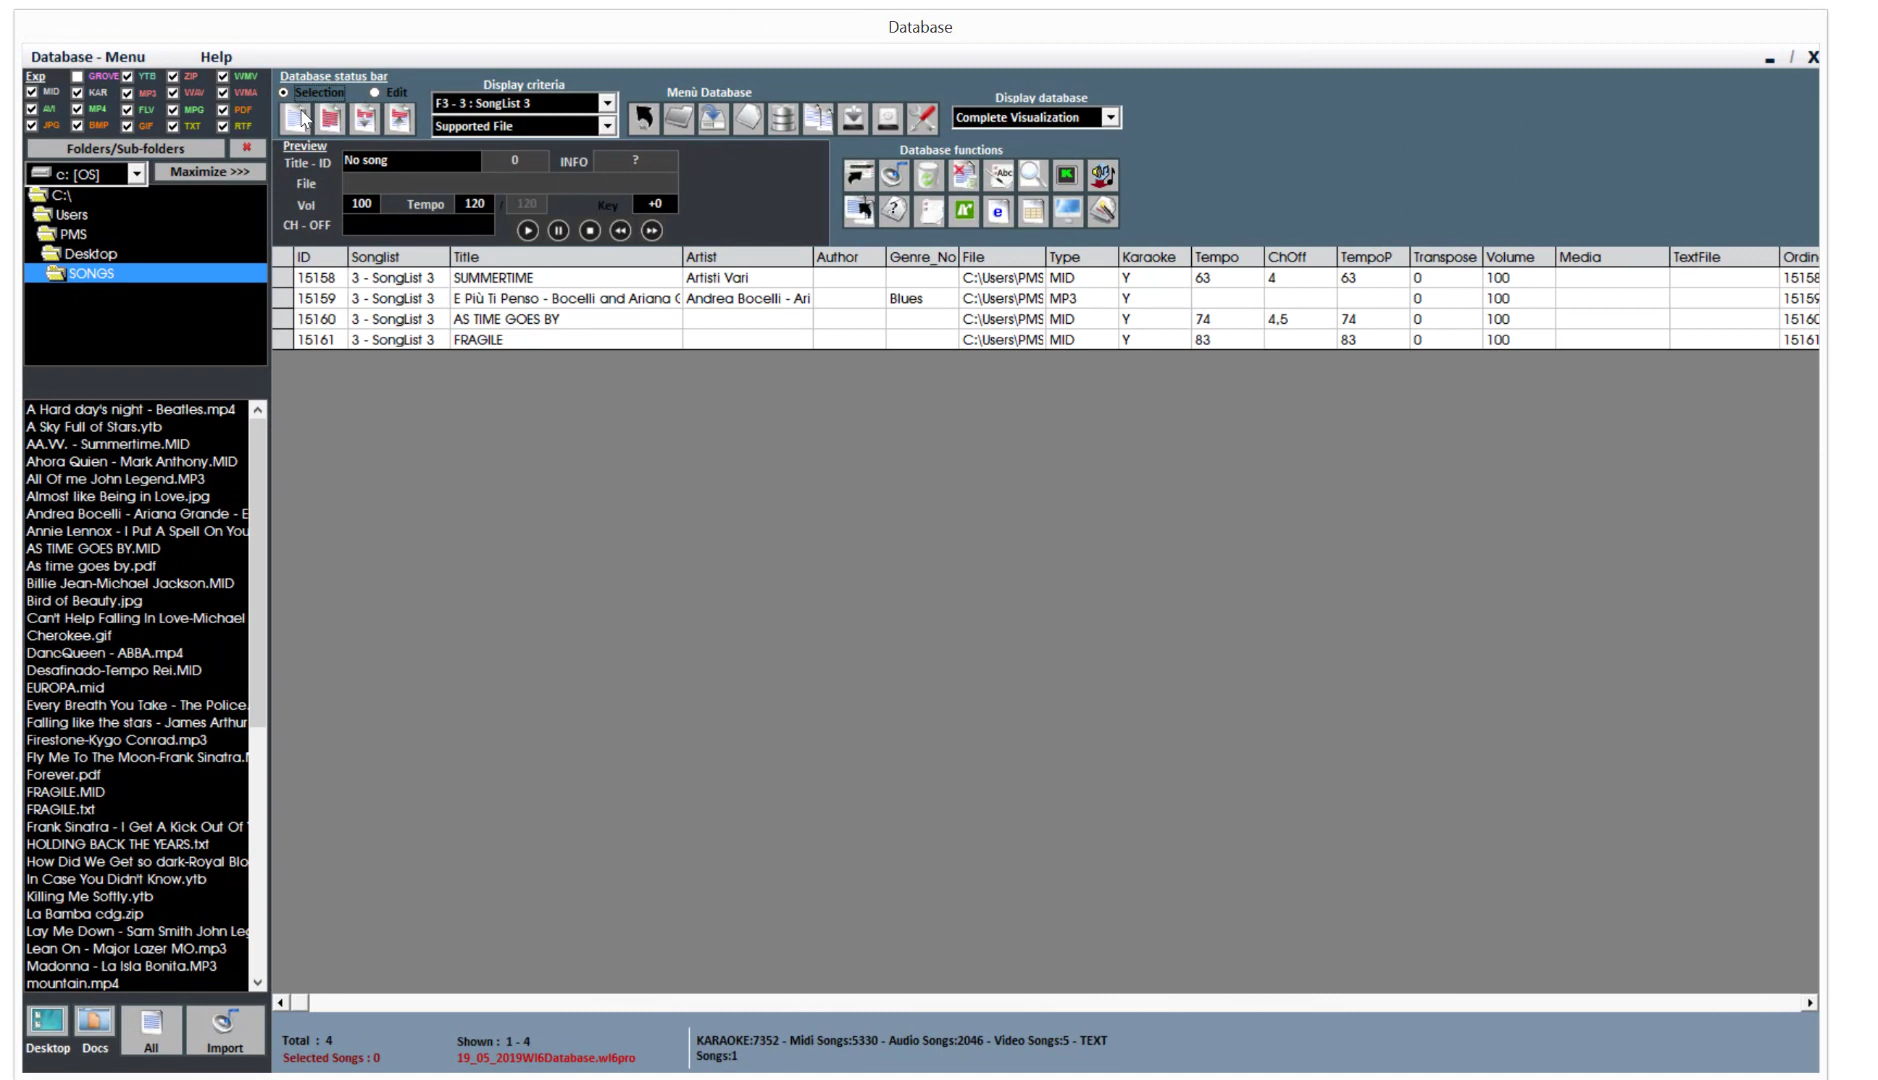 Database
Database - Menu Help
Exp GROVE YTB ZIP WMV
MID KAR MP3 WAV WMA
AVI MP4 FLV MPG PDF
JPG BMP GIF TXT RTF
Folders/Sub-folders
c: [OS] Maximize >>>
C:\
Users
PMS
Desktop
SONGS
Database status bar
Selection Edit
Display criteria
F3 - 3 : SongList 3
Supported File
Menù Database
Display database
Complete Visualization
Preview
Title - ID No song 0 INFO ?
File
Vol 100 Tempo 120 / 120 Key +0
CH - OFF
Database functions
ID Songlist Title Artist Author Genre_No File Type Karaoke Tempo ChOff TempoP Transpose Volume Media TextFile Ordin
15158 3 - SongList 3 SUMMERTIME Artisti Vari C:\Users\PMS MID Y 63 4 63 0 100 15158
15159 3 - SongList 3 E Più Ti Penso - Bocelli and Ariana G Andrea Bocelli - Ari Blues C:\Users\PMS MP3 Y 0 100 15159
15160 3 - SongList 3 AS TIME GOES BY C:\Users\PMS MID Y 74 4,5 74 0 100 15160
15161 3 - SongList 3 FRAGILE C:\Users\PMS MID Y 83 83 0 100 15161
A Hard day's night - Beatles.mp4
A Sky Full of Stars.ytb
AA.VV. - Summertime.MID
Ahora Quien - Mark Anthony.MID
All Of me John Legend.MP3
Almost like Being in Love.jpg
Andrea Bocelli - Ariana Grande - E
Annie Lennox - I Put A Spell On You
AS TIME GOES BY.MID
As time goes by.pdf
Billie Jean-Michael Jackson.MID
Bird of Beauty.jpg
Can't Help Falling In Love-Michael
Cherokee.gif
DancQueen - ABBA.mp4
Desafinado-Tempo Rei.MID
EUROPA.mid
Every Breath You Take - The Police.
Falling like the stars - James Arthur
Firestone-Kygo Conrad.mp3
Fly Me To The Moon-Frank Sinatra.
Forever.pdf
FRAGILE.MID
FRAGILE.txt
Frank Sinatra - I Get A Kick Out Of
HOLDING BACK THE YEARS.txt
How Did We Get so dark-Royal Blo
In Case You Didn't Know.ytb
Killing Me Softly.ytb
La Bamba cdg.zip
Lay Me Down - Sam Smith John Leg
Lean On - Major Lazer MO.mp3
Madonna - La Isla Bonita.MP3
mountain.mp4
Desktop Docs All Import
Total : 4 Shown : 1 - 4
Selected Songs : 0 19_05_2019Wl6Database.wl6pro
KARAOKE:7352 - Midi Songs:5330 - Audio Songs:2046 - Video Songs:5 - TEXT
Songs:1